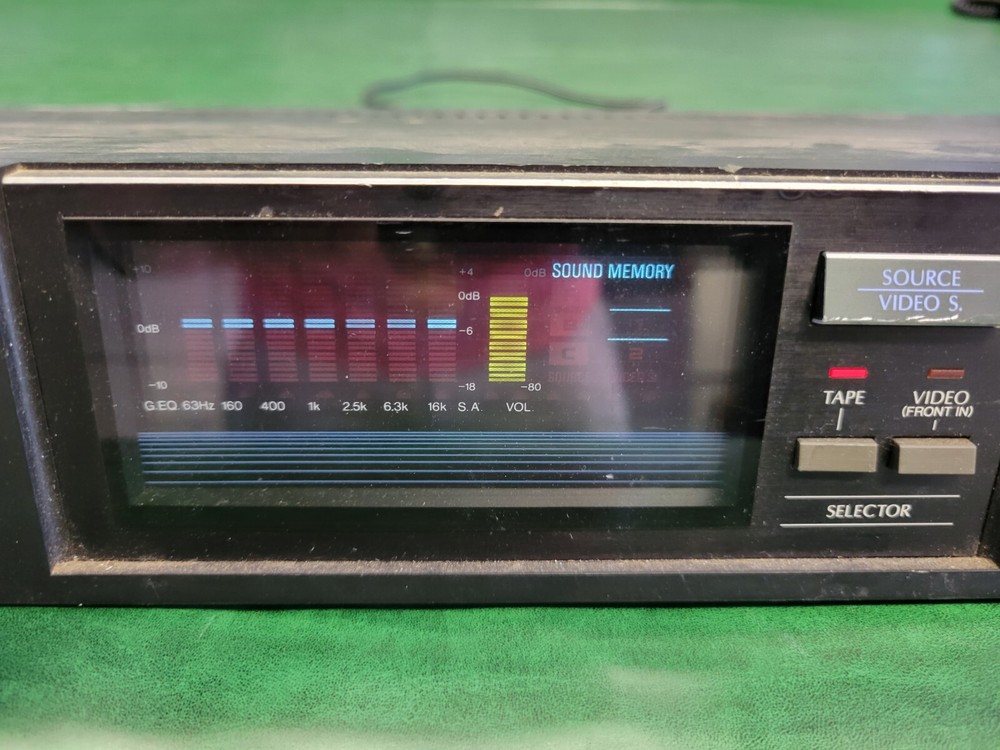 +10 +4 0dB SOUND MEMORY
0dB
0dB -6
-10 -18 -80
G.EQ. 63Hz 160 400 1k 2.5k 6.3k 16k S.A. VOL.
C
SOURCE
VIDEO S.
TAPE VIDEO
(FRONT IN)
SELECTOR